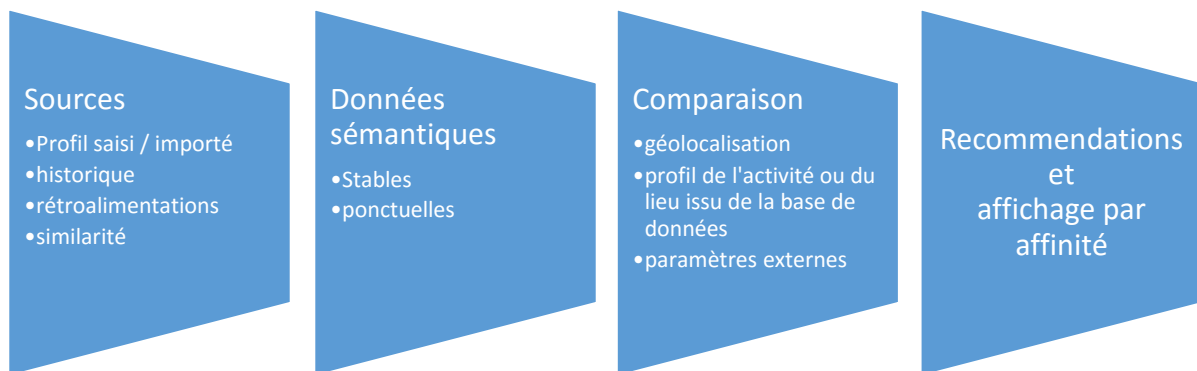 Sources
•Profil saisi / importé
•historique
•rétroalimentations
•similarité
Données
sémantiques
•Stables
•ponctuelles
Comparaison
•géolocalisation
•profil de l'activité ou du
lieu issu de la base de
données
•paramètres externes
Recommendations
et
affichage par
affinité